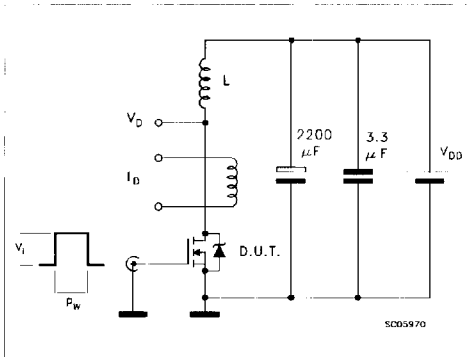 L
V_D
2200
μF
3.3
μF
V_DD
I_D
D.U.T.
V_i
P_W
SC05970